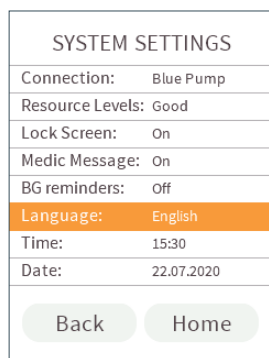 SYSTEM SETTINGS
Connection: Blue Pump
Resource Levels: Good
Lock Screen: On
Medic Message: On
BG reminders: Off
Language: English
Time: 15:30
Date: 22.07.2020
Back Home